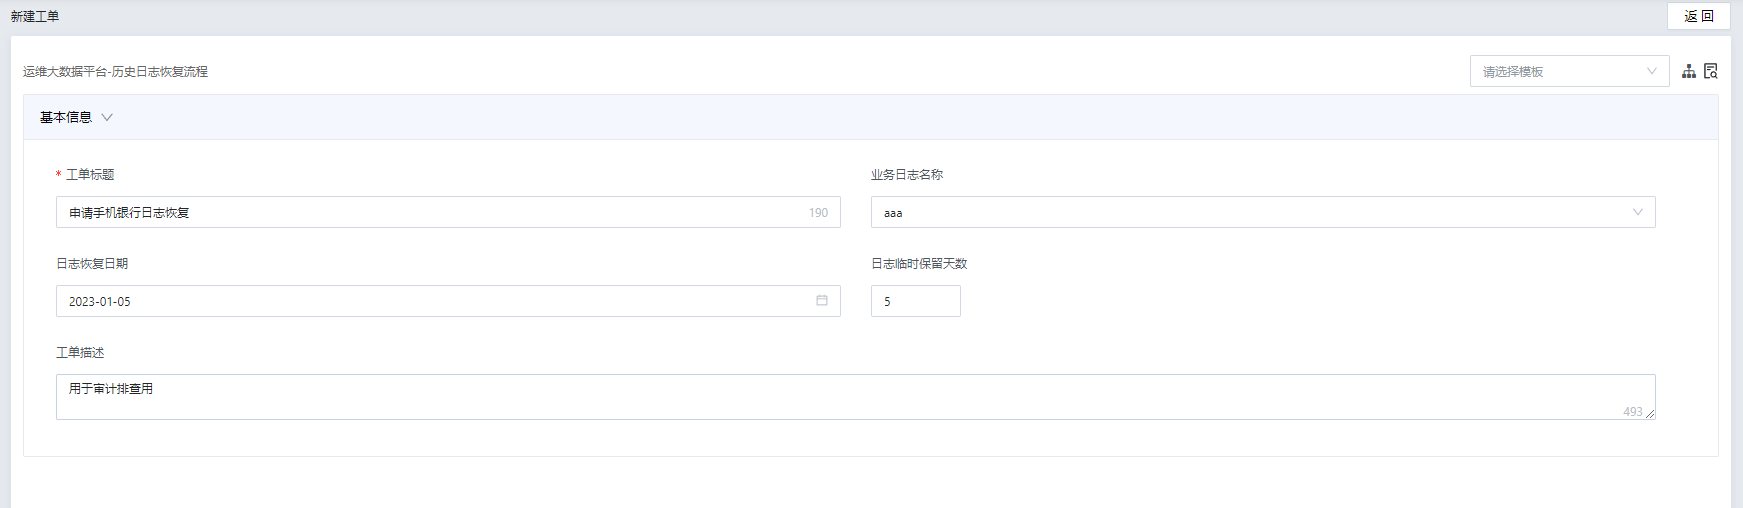 新建工单
返 回
运维大数据平台-历史日志恢复流程
请选择模板
基本信息
* 工单标题
业务日志名称
申请手机银行日志恢复
190
aaa
日志恢复日期
日志临时保留天数
2023-01-05
5
工单描述
用于审计排查用
493